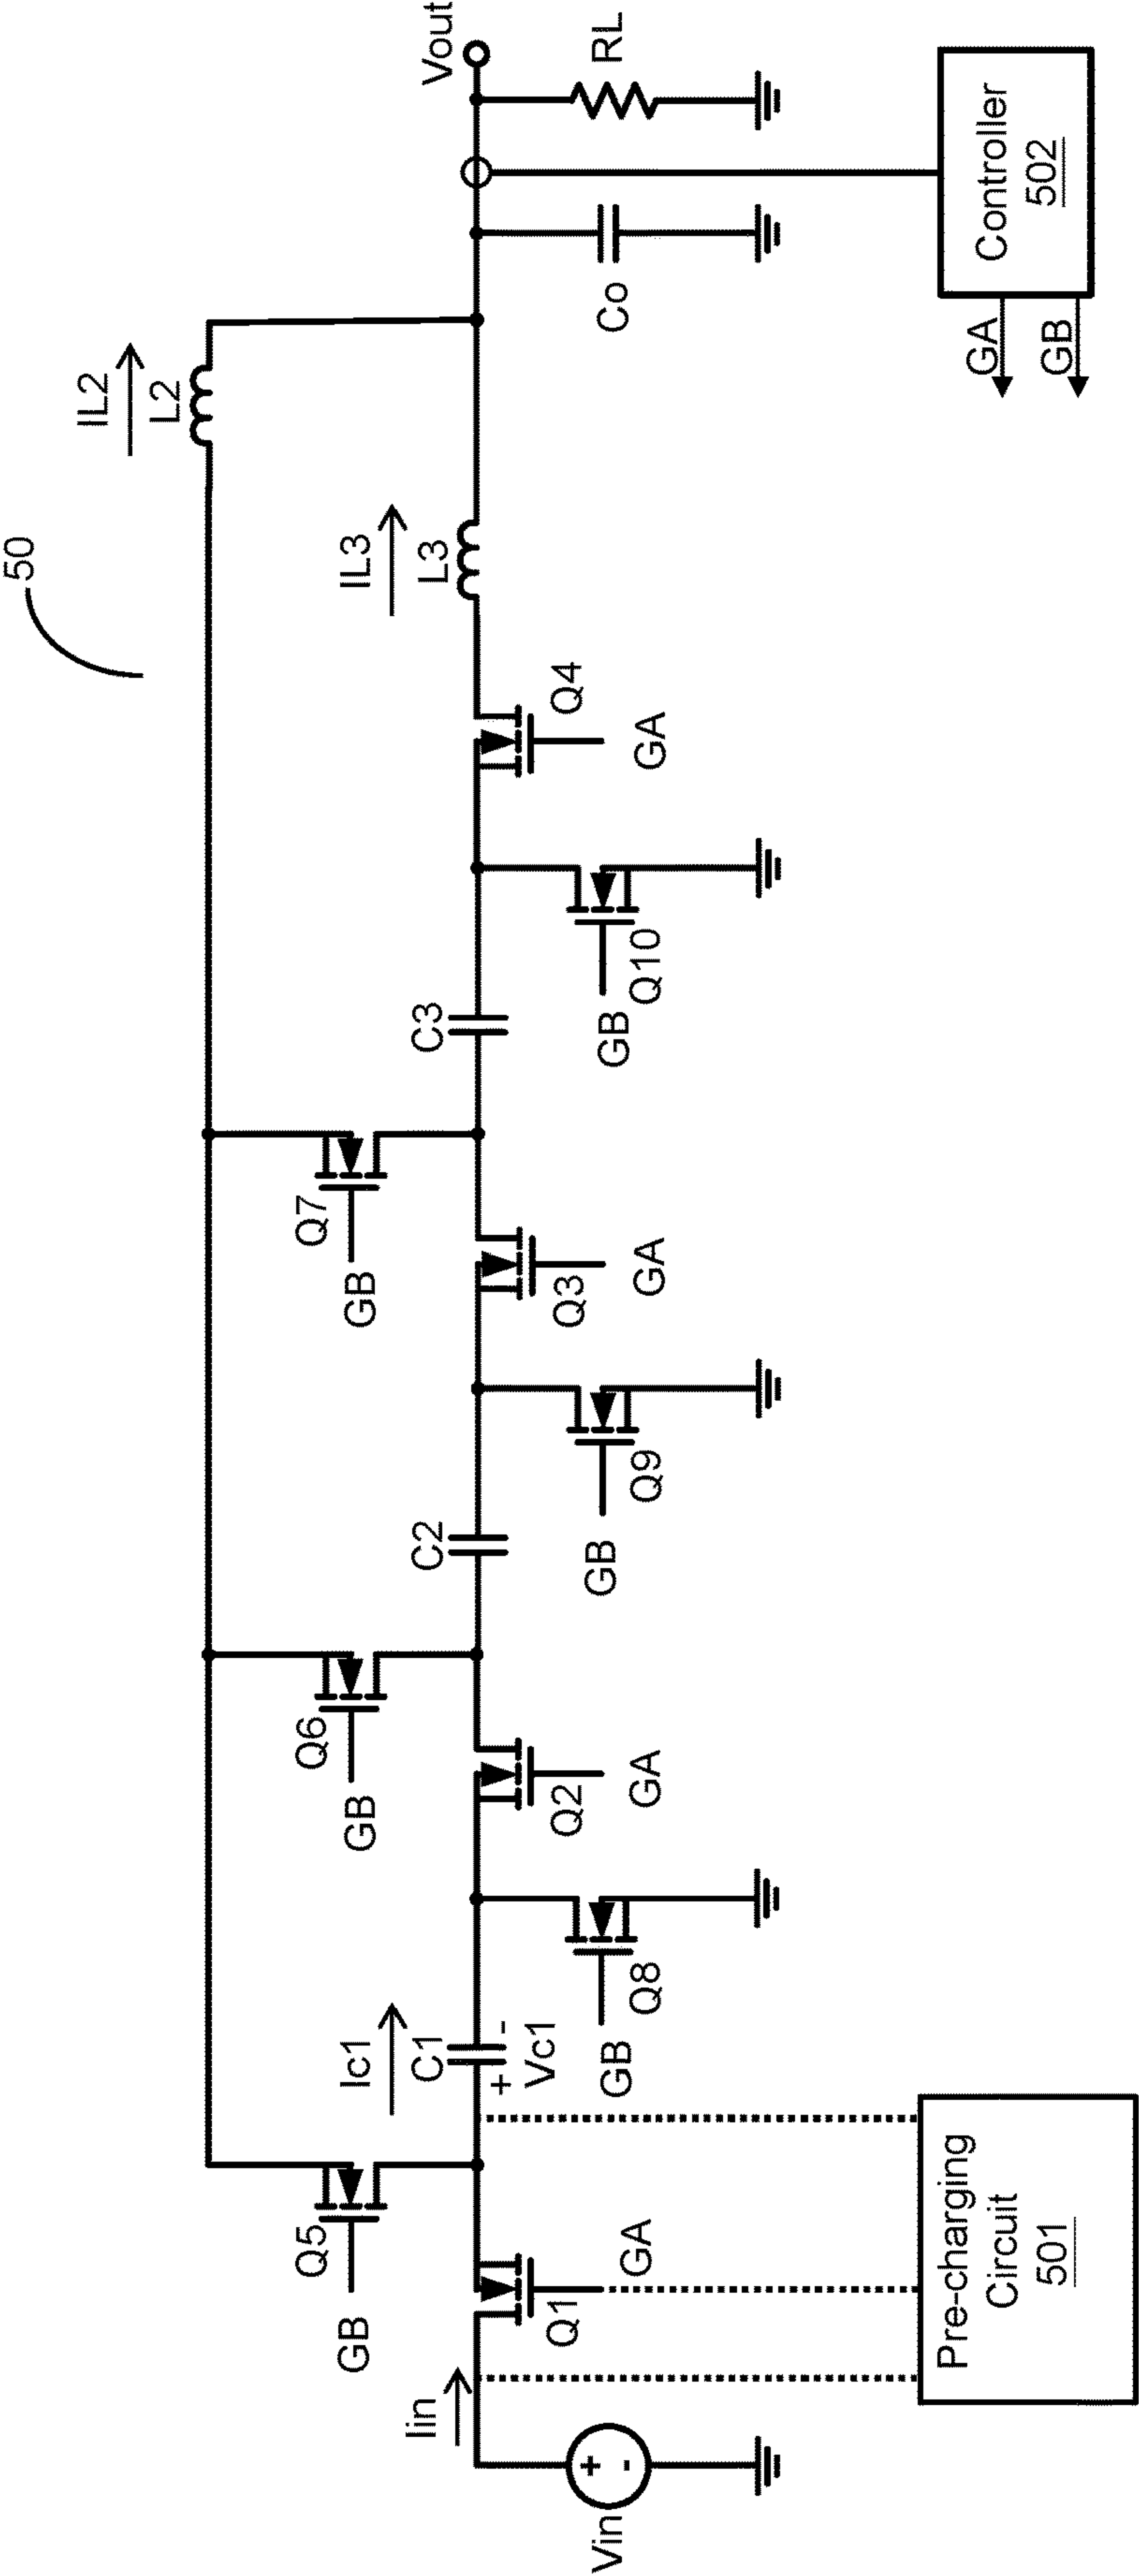 50
IL2
L2
Vout
IL3
L3
RL
Co
Q5
GB
Q6
GB
Q7
GB
Iin
Ic1
C1
+ -
Vc1
C2
C3
Vin
+
-
Q1
GA
Q8
GB
Q2
GA
Q9
GB
Q3
GA
Q10
GB
Q4
GA
Pre-charging
Circuit
501
GA
GB
Controller
502